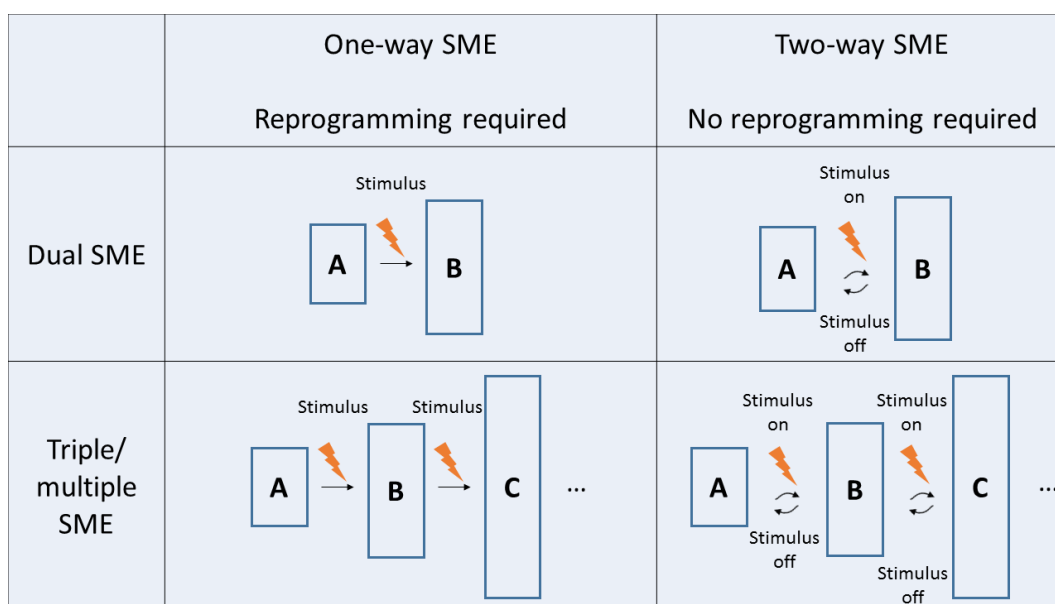 One-way SME
Reprogramming required
Two-way SME
No reprogramming required
Dual SME
Stimulus
A
B
Stimulus
on
A
B
Stimulus
off
Triple/
multiple
SME
Stimulus
Stimulus
A
B
C
...
Stimulus
on
Stimulus
on
A
B
C
...
Stimulus
off
Stimulus
off